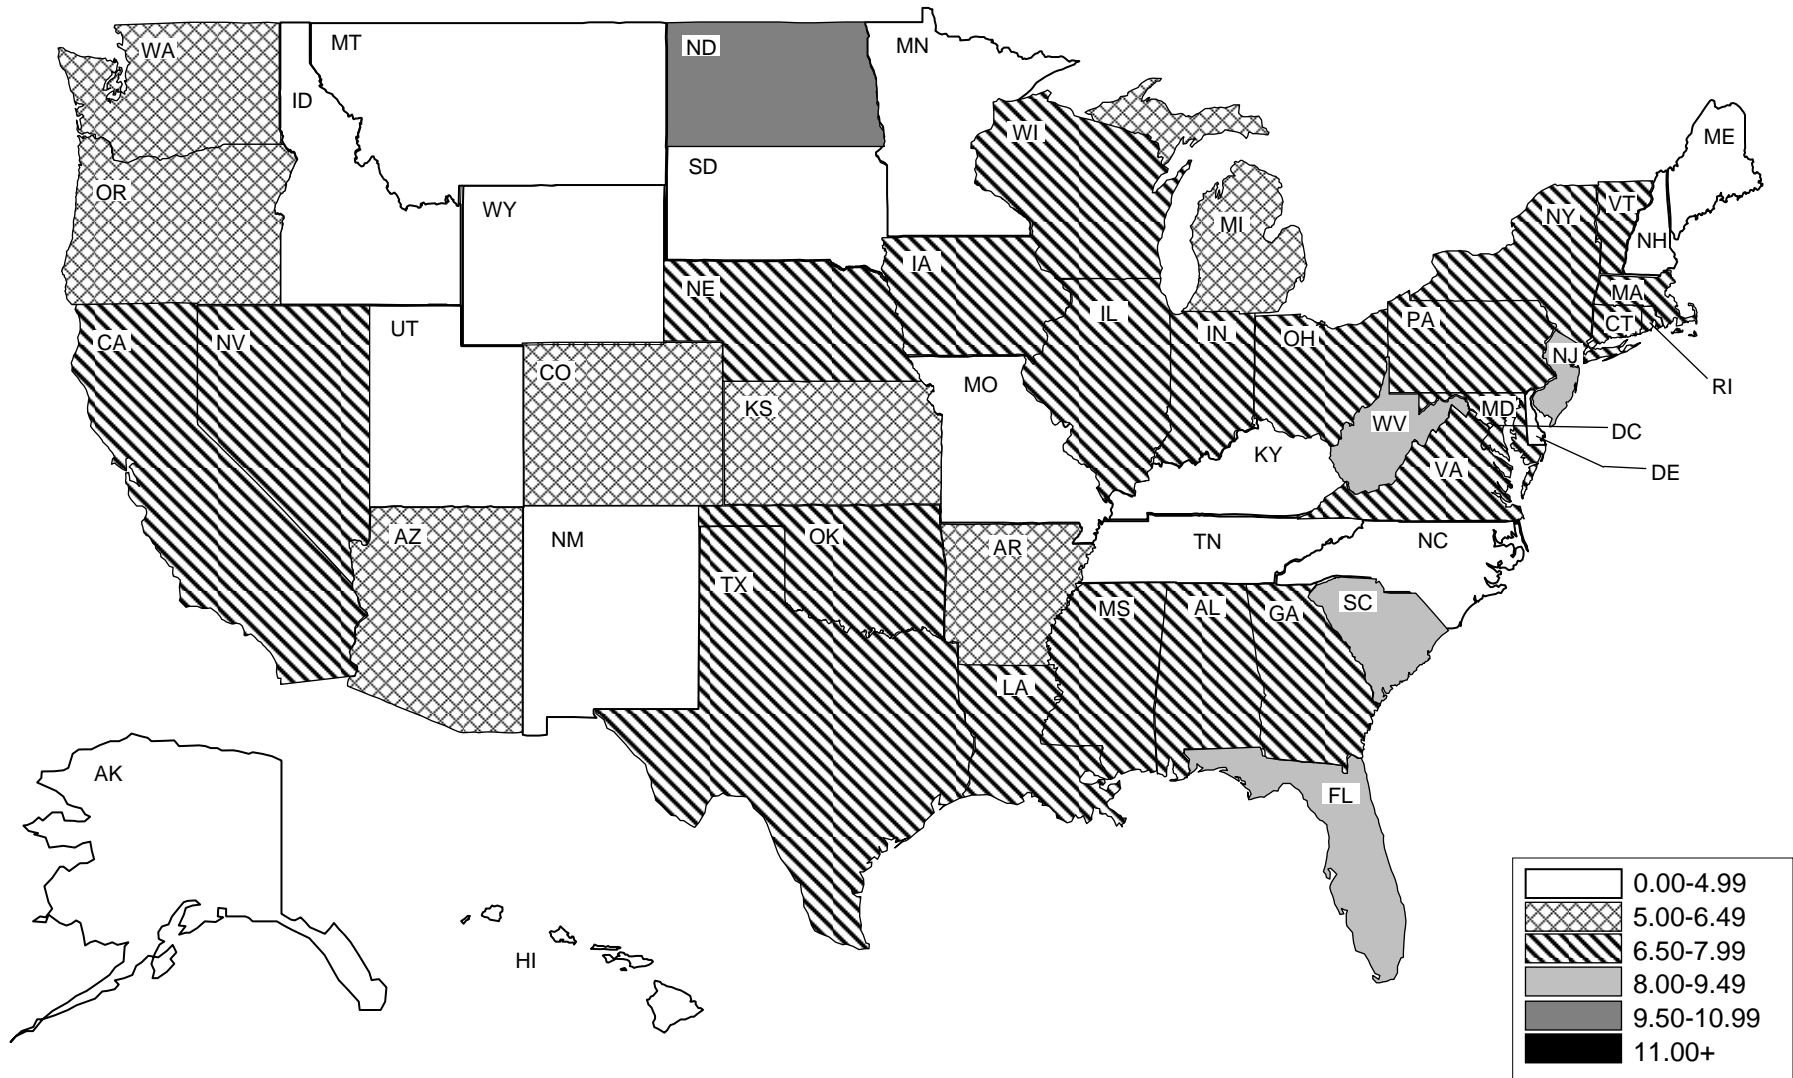 WA
MT
ND
MN
ID
SD
WI
ME
OR
WY
MI
NY
VT
NH
IA
NE
MA
CA
NV
UT
IL
IN
OH
PA
CT
NJ
CO
MO
RI
KS
MD
WV
DC
KY
VA
DE
AZ
NM
OK
AR
TN
NC
TX
MS
AL
GA
SC
LA
FL
AK
HI
0.00-4.99
5.00-6.49
6.50-7.99
8.00-9.49
9.50-10.99
11.00+